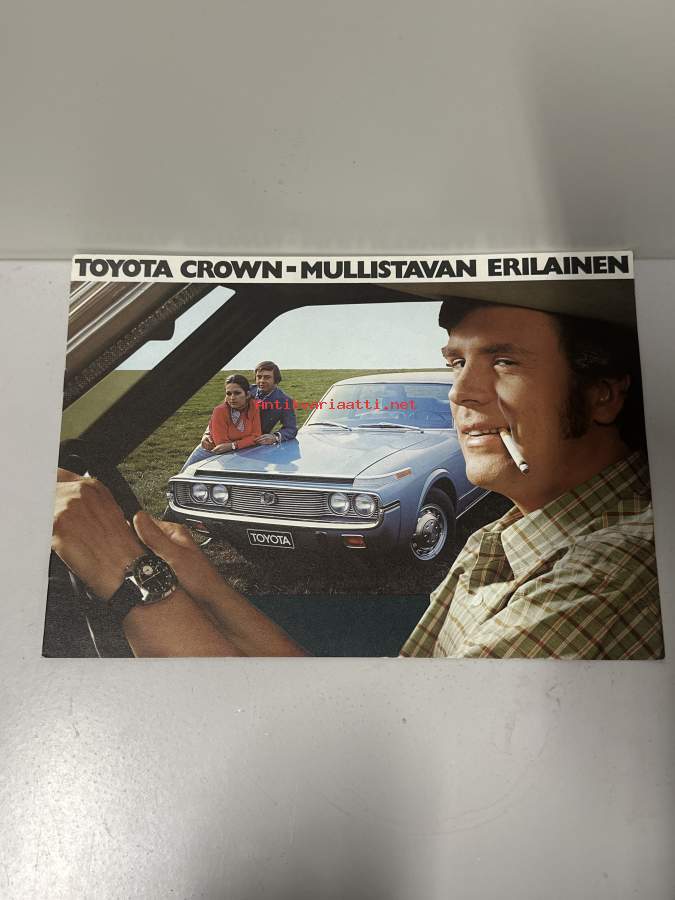 TOYOTA CROWN-MULLISTAVAN ERILAINEN
Antikvariaatti.net
TOYOTA